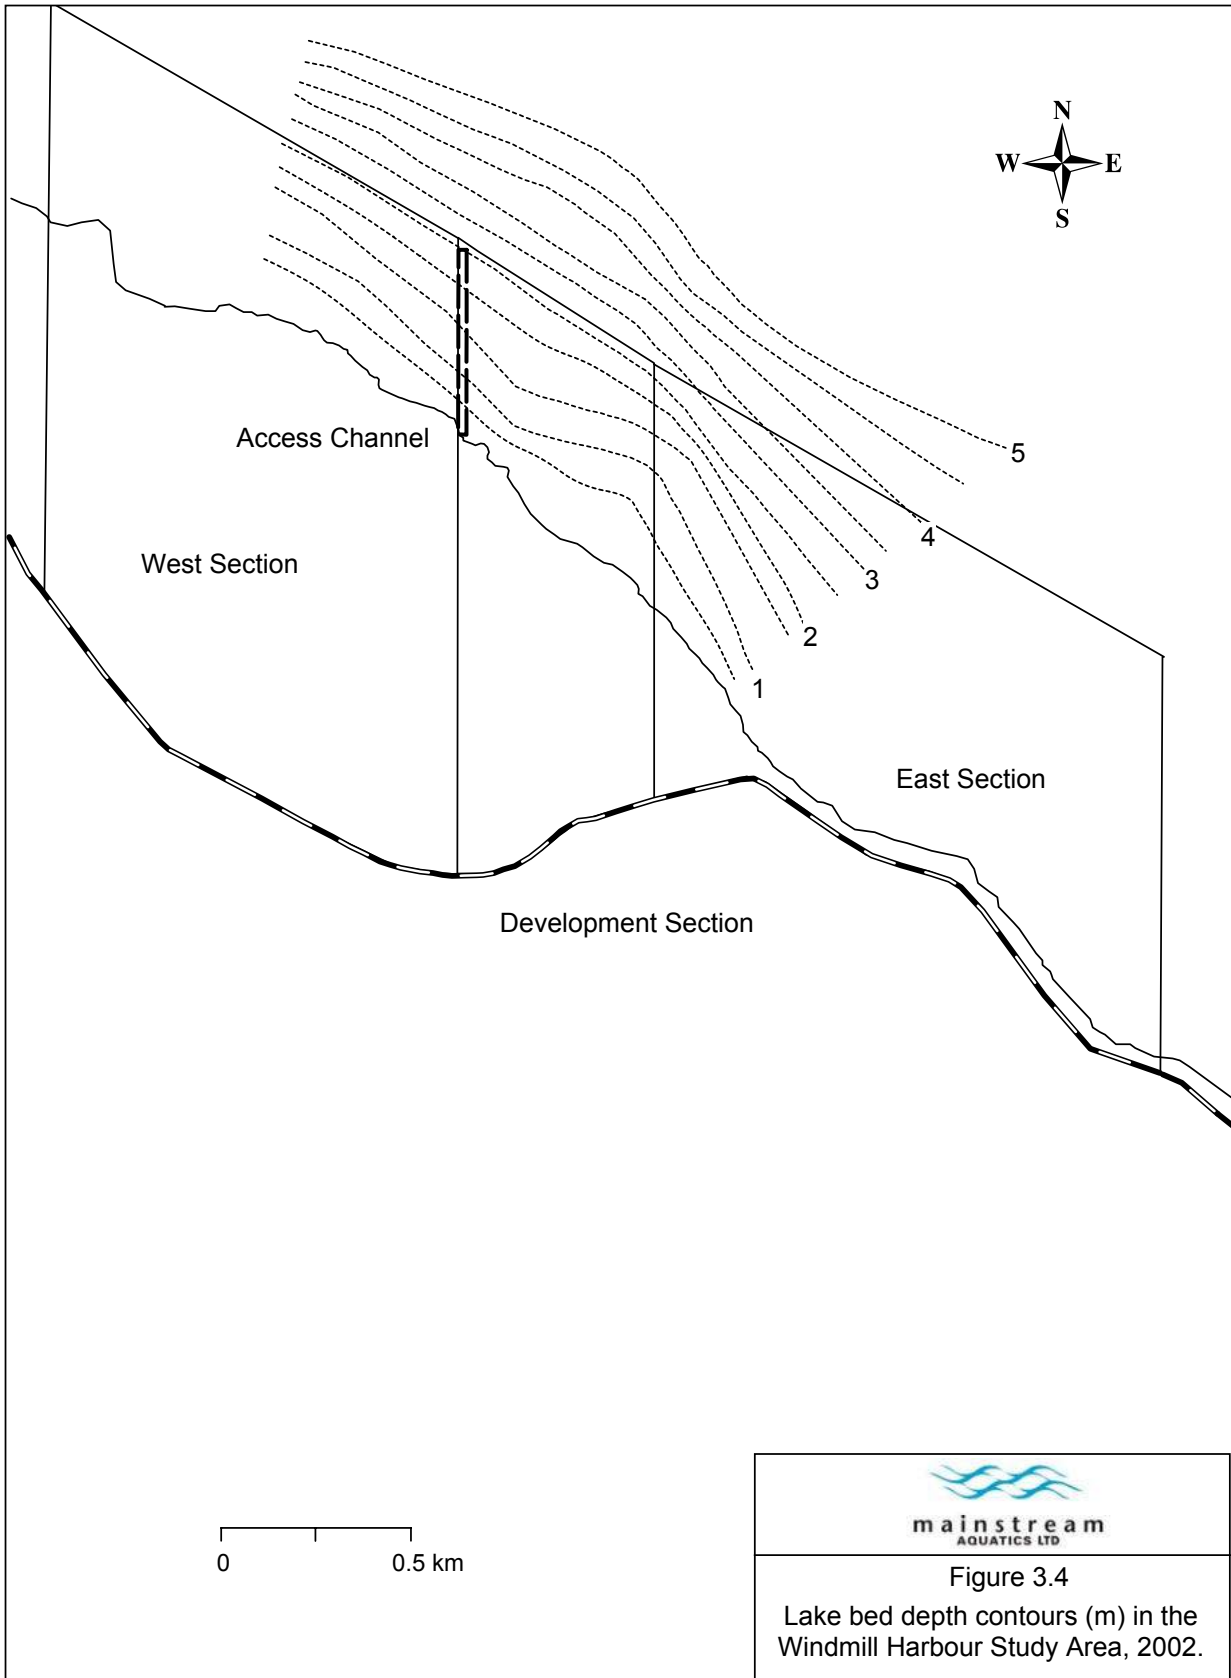 N
W E
S
Access Channel
5
4
West Section
3
2
1
East Section
Development Section
0 0.5 km
mainstream
AQUATICS LTD
Figure 3.4
Lake bed depth contours (m) in the
Windmill Harbour Study Area, 2002.